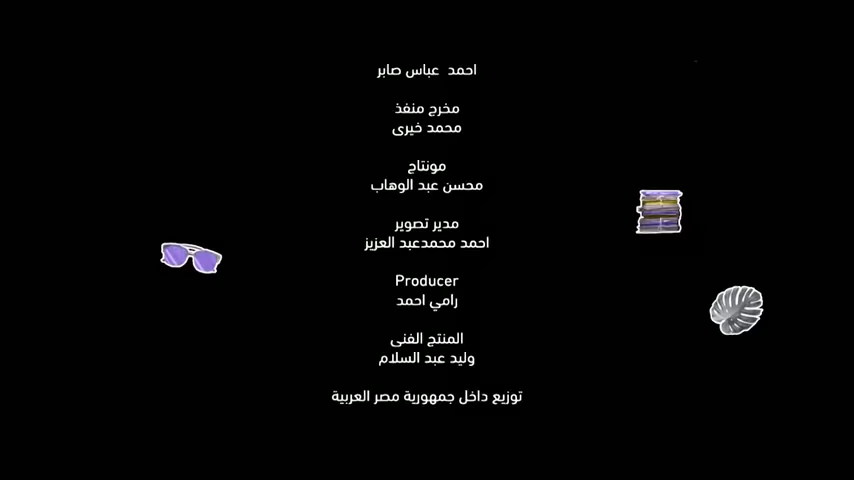 احمد عباس صابر
مخرج منفذ
محمد خيرى
مونتاج
محسن عبد الوهاب
مدير تصوير
احمد محمدعبد العزيز
Producer
رامي احمد
المنتج الفنى
وليد عبد السلام
توزيع داخل جمهورية مصر العربية